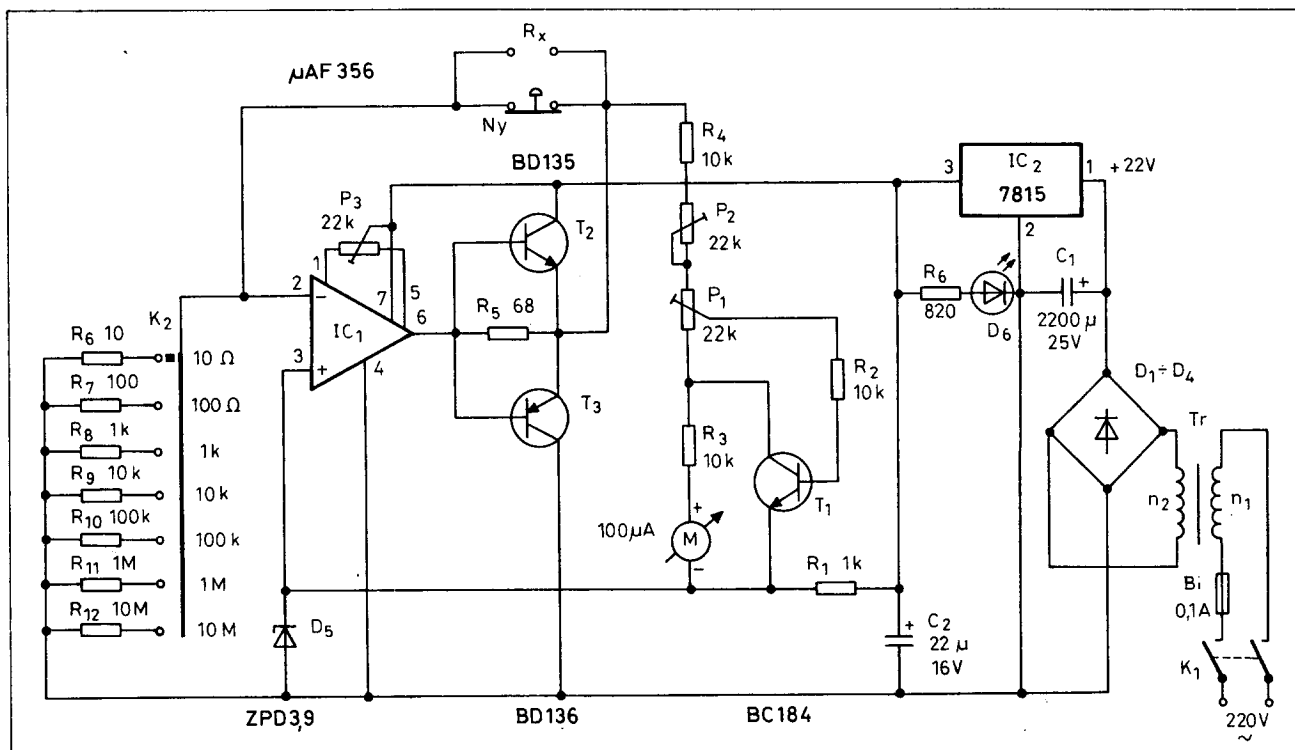 Rx
μAF 356
Ny
R4
10k
BD135
3
IC2
7815
1
+22V
2
P3
22k
P2
22k
T2
1
2
7
5
6
K2
IC1
R5 68
P1
22k
R6
820
D6
C1
+
2200 μ
25V
R6 10
10 Ω
3
+
4
R7 100
100 Ω
T3
R2
10k
D1÷D4
Tr
R8 1k
1k
R3
10k
R9 10k
10k
T1
n2
n1
R10 100k
100k
100μA
+
M
-
R11 1M
1M
R1 1k
Bi
0,1A
R12 10M
10M
D5
+
C2
22 μ
16V
K1
ZPD3,9
BD136
BC184
220V
~